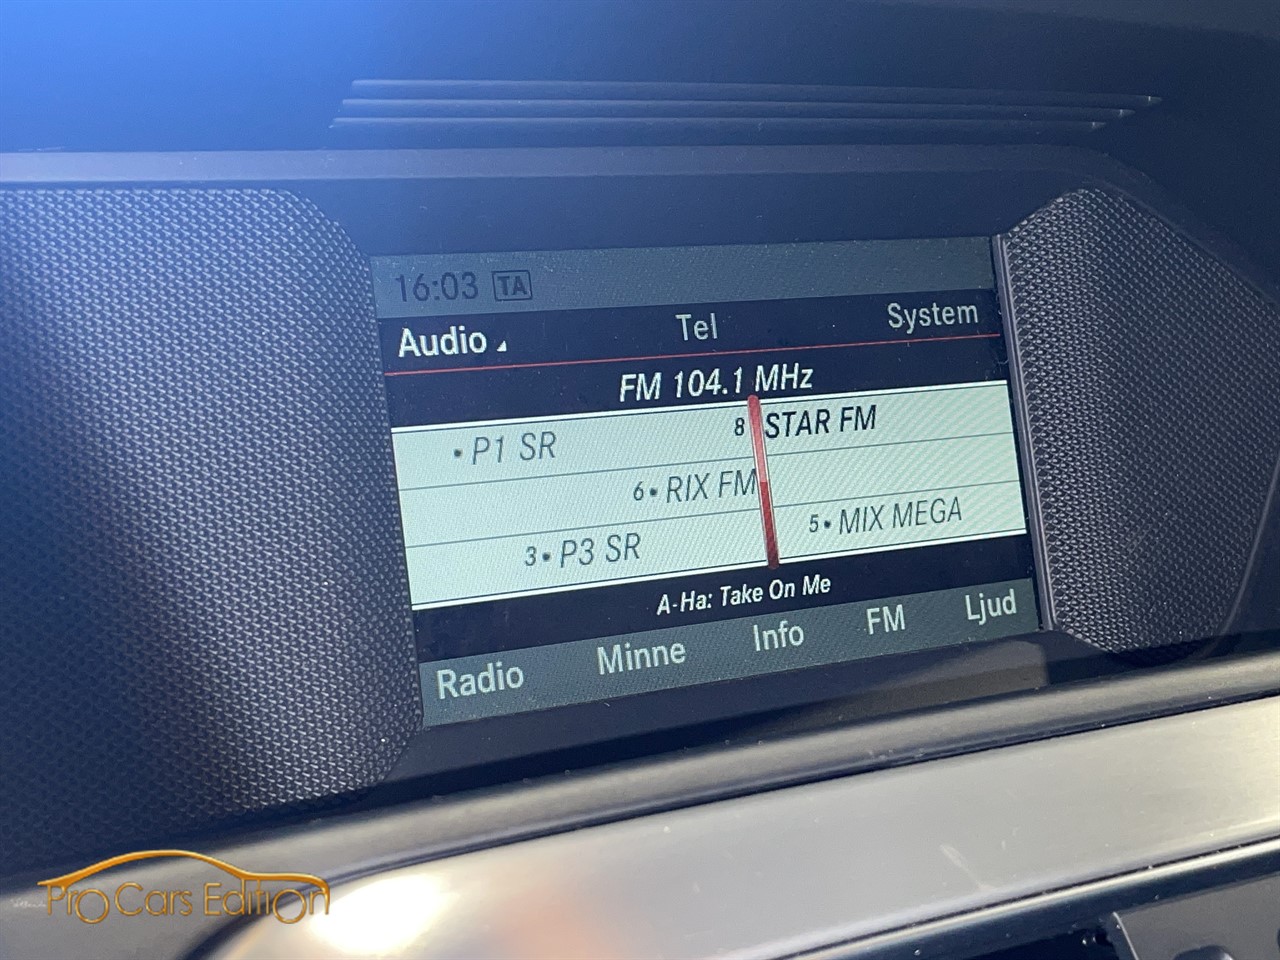 16:03 TA
Audio Tel System
FM 104.1 MHz
• P1 SR 8 STAR FM
6• RIX FM
3• P3 SR 5• MIX MEGA
A-Ha: Take On Me
Radio Minne Info FM Ljud
Pro Cars Edition